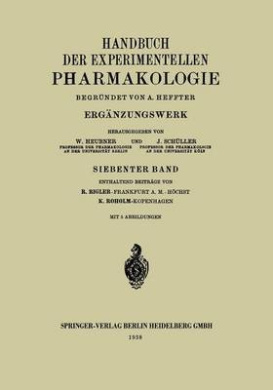 HANDBUCH
DER EXPERIMENTELLEN
PHARMAKOLOGIE
BEGRÜNDET VON A. HEFFTER
ERGÄNZUNGSWERK
HERAUSGEGEBEN VON
W. HEUBNER UND J. SCHÜLLER
PROFESSOR DER PHARMAKOLOGIE PROFESSOR DER PHARMAKOLOGIE
AN DER UNIVERSITÄT BERLIN AN DER UNIVERSITÄT KÖLN
SIEBENTER BAND
ENTHALTEND BEITRÄGE VON
R. RIGLER-FRANKFURT A. M.-HÖCHST
K. ROHOLM-KOPENHAGEN
MIT 5 ABBILDUNGEN
SPRINGER-VERLAG BERLIN HEIDELBERG GMBH
1938